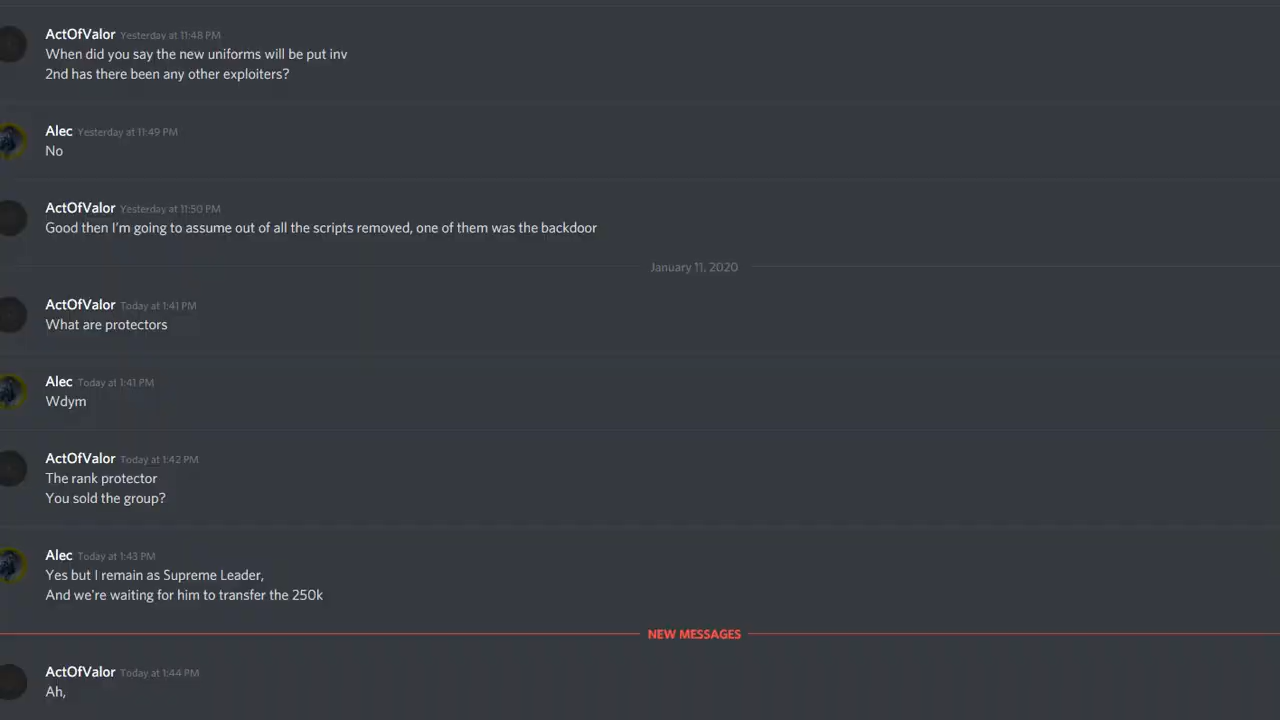 ActOfValor Yesterday at 11:48 PM
When did you say the new uniforms will be put inv
2nd has there been any other exploiters?
Alec Yesterday at 11:49 PM
No
ActOfValor Yesterday at 11:50 PM
Good then I'm going to assume out of all the scripts removed, one of them was the backdoor
January 11, 2020
ActOfValor Today at 1:41 PM
What are protectors
Alec Today at 1:41 PM
Wdym
ActOfValor Today at 1:42 PM
The rank protector
You sold the group?
Alec Today at 1:43 PM
Yes but I remain as Supreme Leader,
And we're waiting for him to transfer the 250k
NEW MESSAGES
ActOfValor Today at 1:44 PM
Ah,